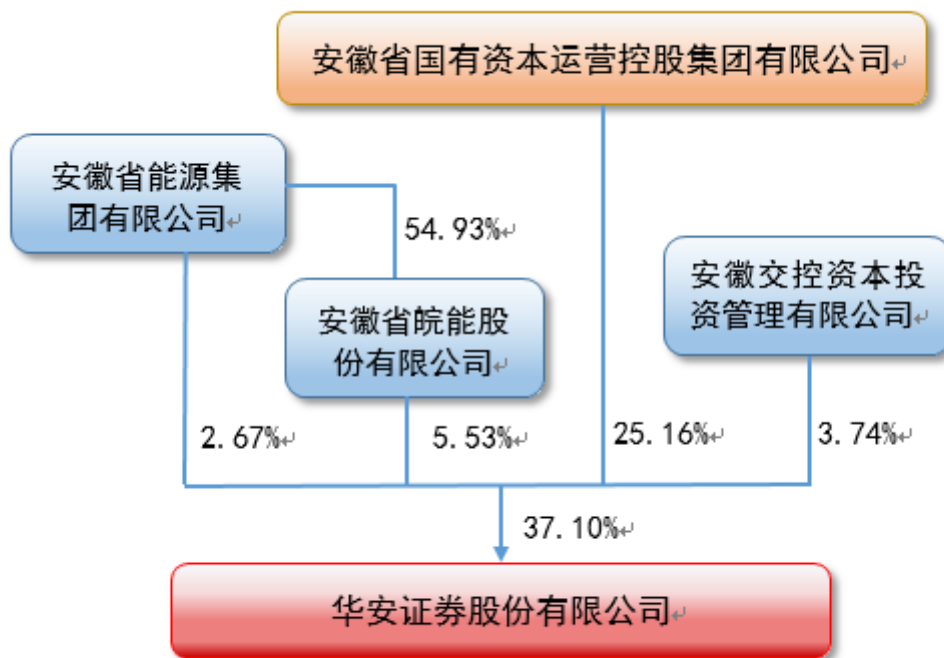 安徽省国有资本运营控股集团有限公司
安徽省能源集
团有限公司
54.93%
安徽省皖能股
份有限公司
安徽交控资本投
资管理有限公司
2.67%
5.53%
25.16%
3.74%
37.10%
华安证券股份有限公司